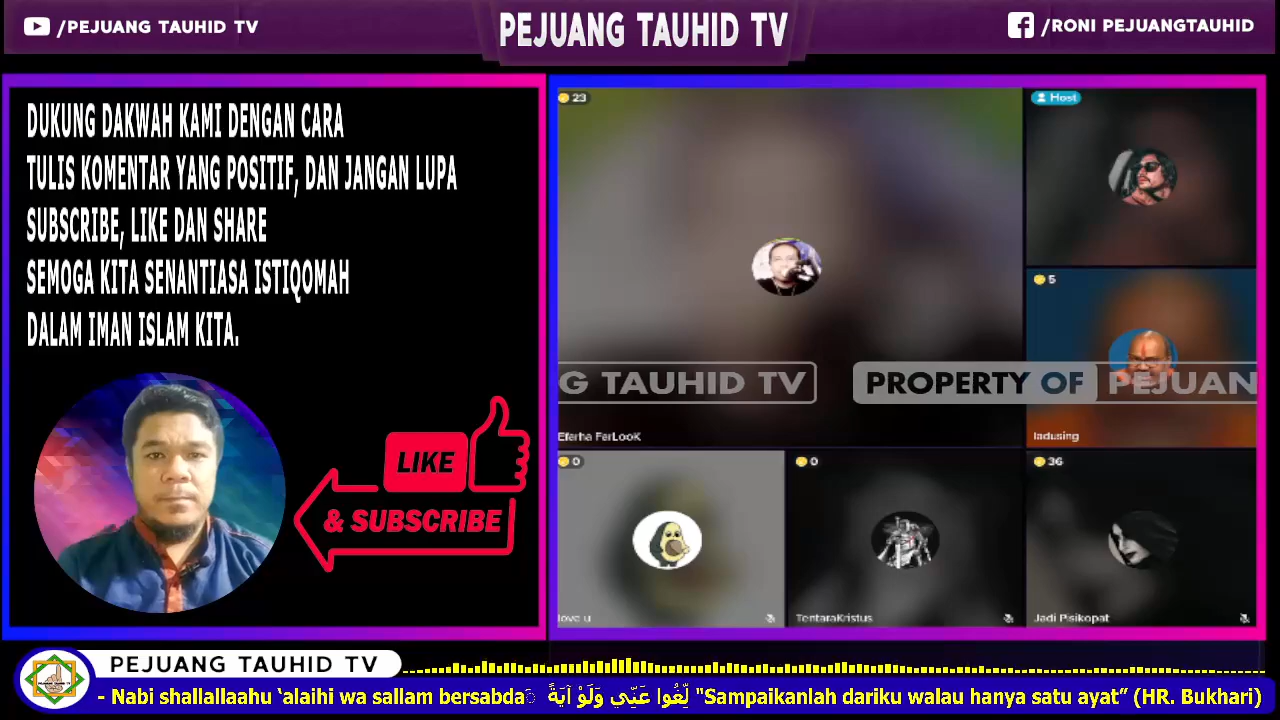 /PEJUANG TAUHID TV
PEJUANG TAUHID TV
/RONI PEJUANGTAUHID
DUKUNG DAKWAH KAMI DENGAN CARA
TULIS KOMENTAR YANG POSITIF, DAN JANGAN LUPA
SUBSCRIBE, LIKE DAN SHARE
SEMOGA KITA SENANTIASA ISTIQOMAH
DALAM IMAN ISLAM KITA.
LIKE
& SUBSCRIBE
23
Host
5
G TAUHID TV
PROPERTY OF PEJUAN
Eferha FerLooK
ladusing
0
0
36
love u
TentaraKristus
Jadi Pisikopat
PEJUANG TAUHID TV
- Nabi shallallaahu ‘alaihi wa sallam bersabda َلِّغُوا عَنِّي وَلَوْ آيَةً "Sampaikanlah dariku walau hanya satu ayat” (HR. Bukhari)